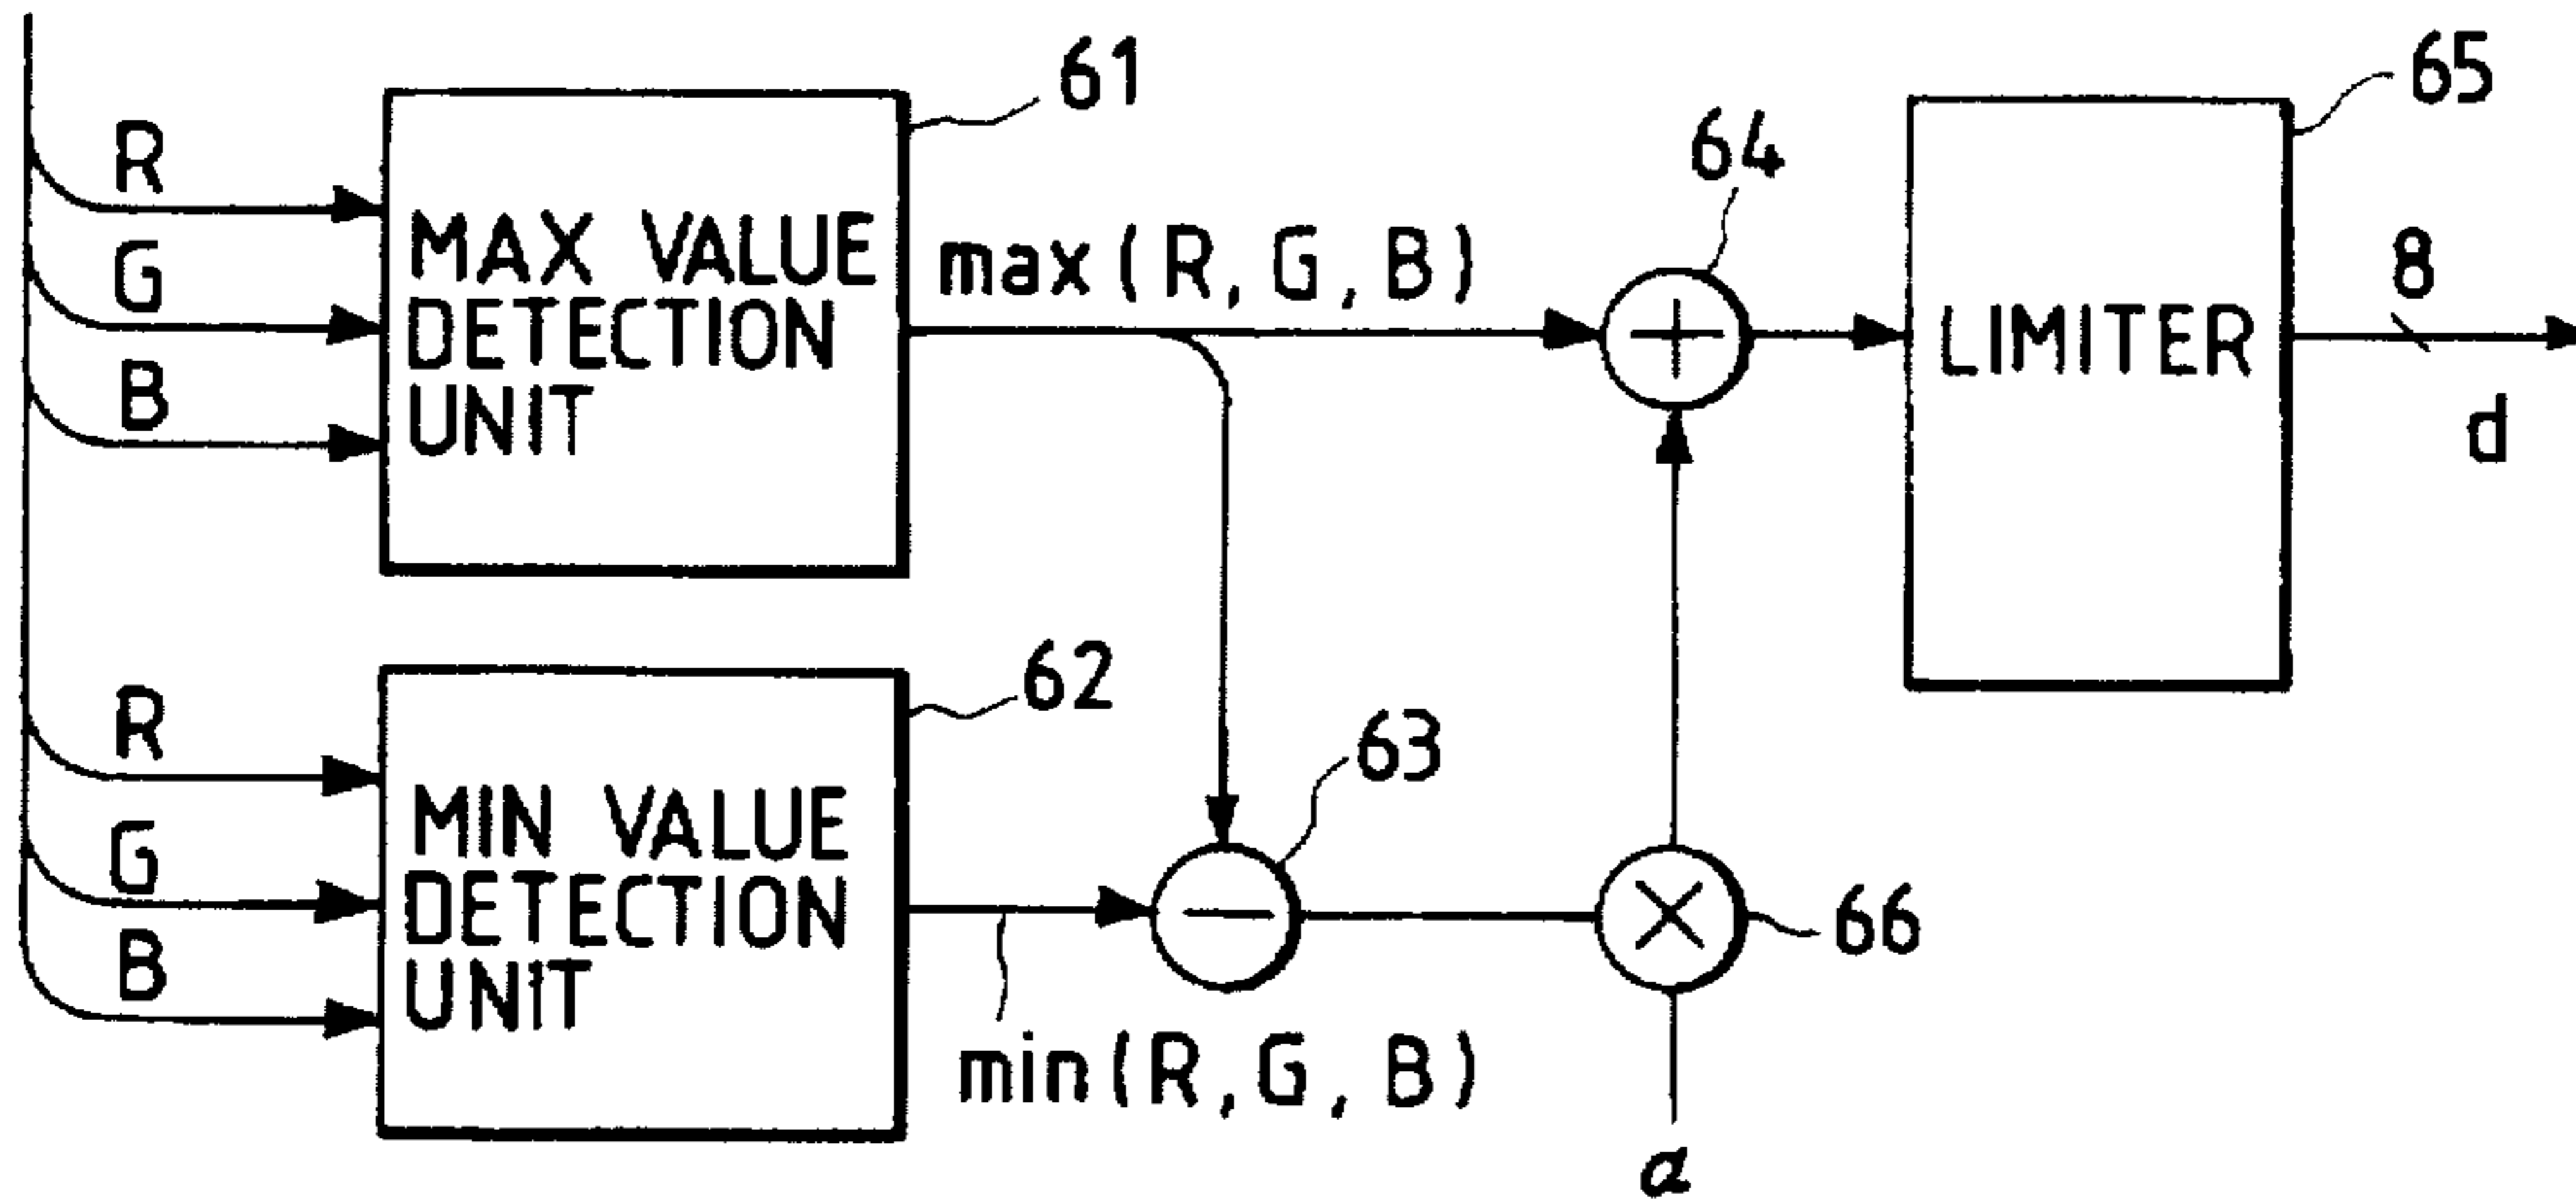 61
65
R
64
MAX VALUE
G
max(R, G, B)
8
DETECTION
LIMITER
B
UNIT
d
62
R
63
MIN VALUE
G
DETECTION
66
B
UNIT
min(R, G, B)
a